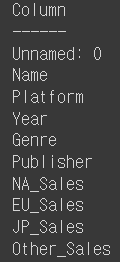 Column
------
Unnamed: 0
Name
Platform
Year
Genre
Publisher
NA_Sales
EU_Sales
JP_Sales
Other_Sales